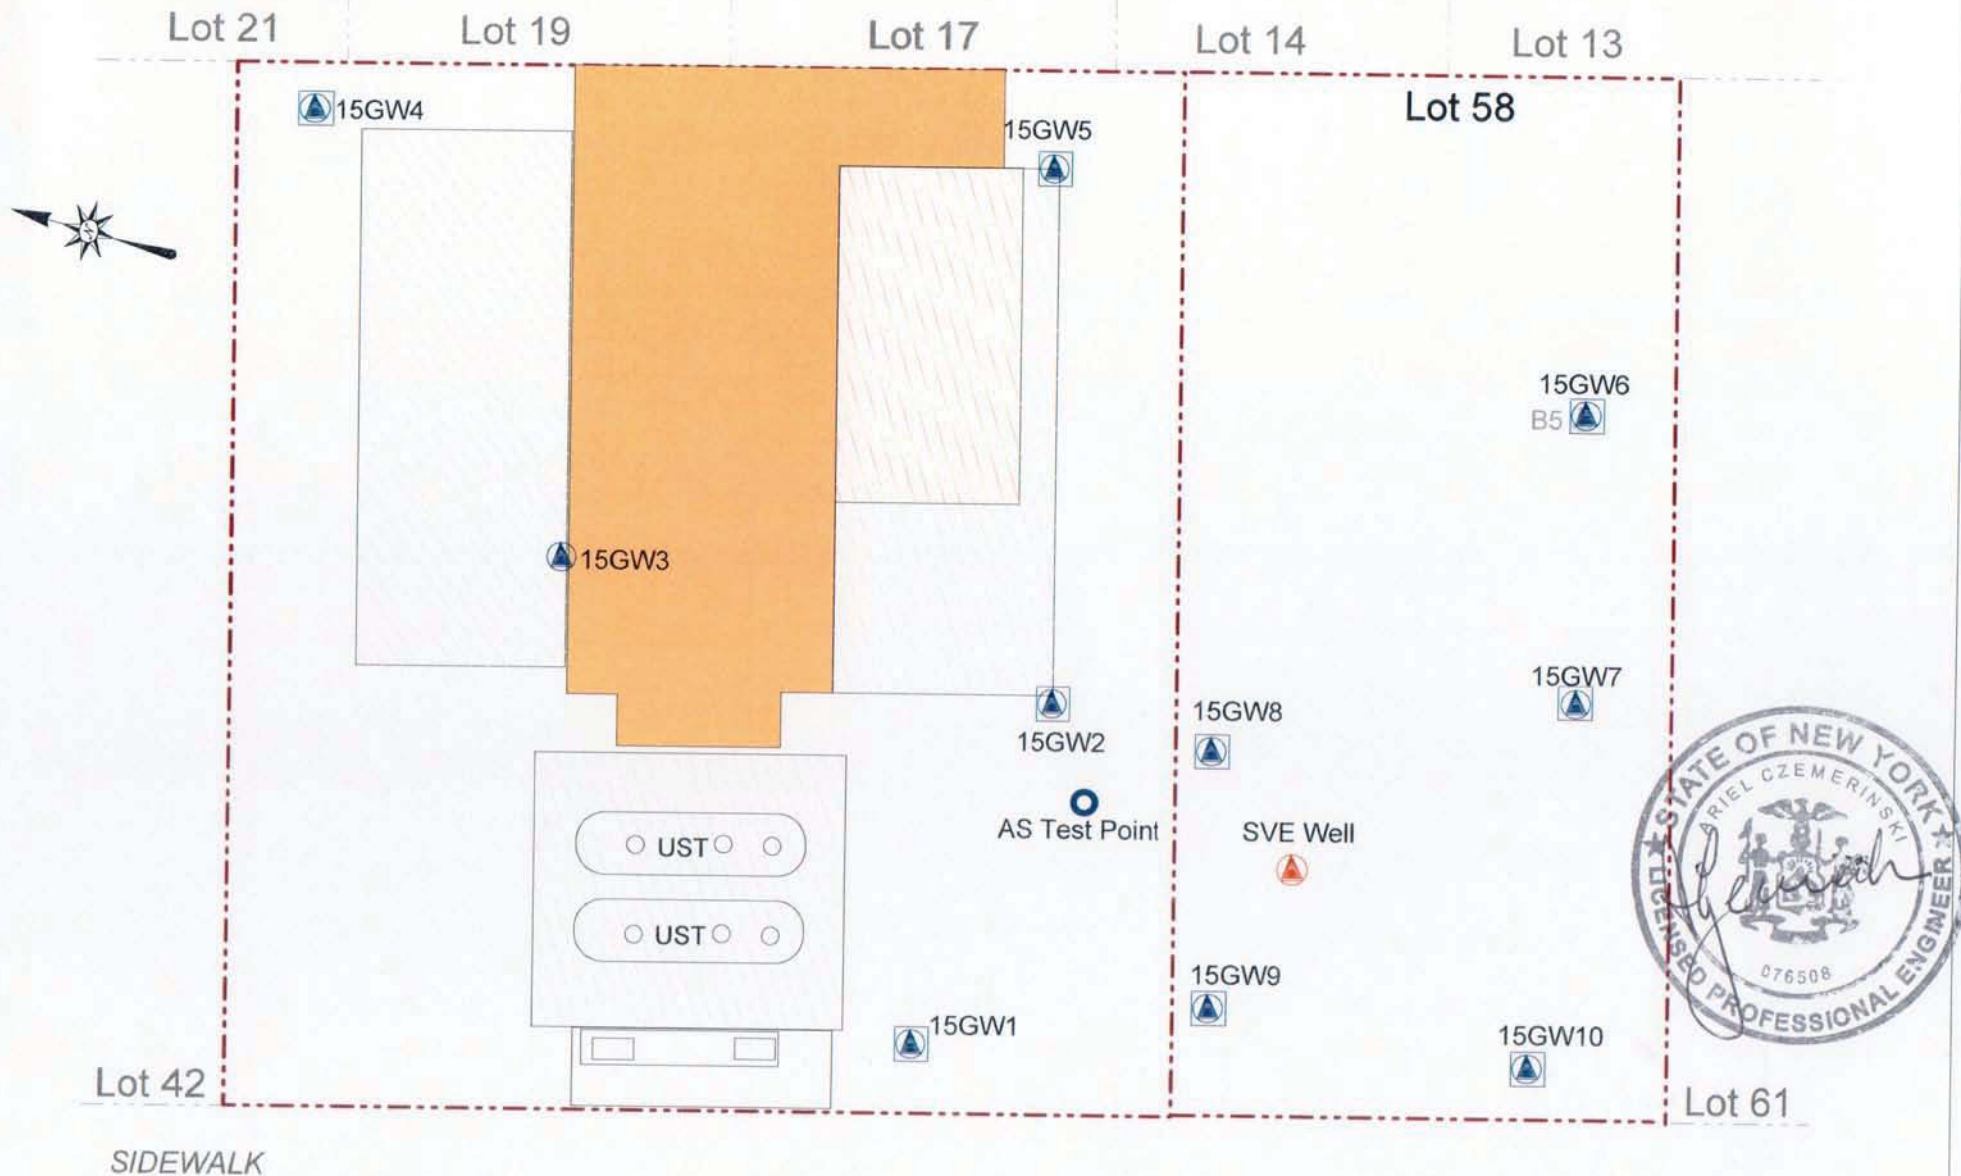 Lot 21
Lot 19
Lot 17
Lot 14
Lot 13
Lot 58
15GW4
15GW5
15GW6
B5
15GW3
15GW7
15GW8
15GW2
AS Test Point
SVE Well
UST
UST
15GW9
15GW1
15GW10
Lot 42
Lot 61
SIDEWALK
STATE OF NEW YORK
ARIEL CZEMERINSKI
076508
LICENSED PROFESSIONAL ENGINEER